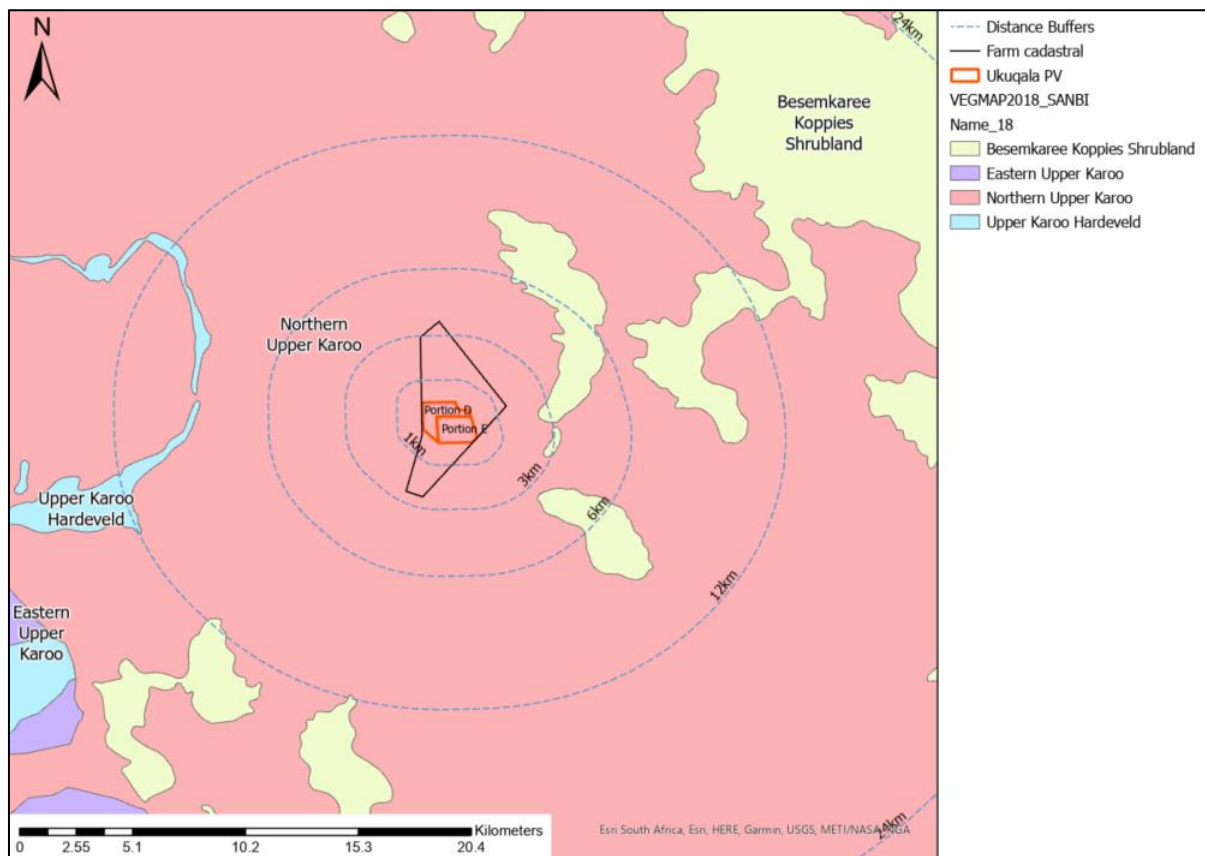 N
24km
Besemkaree
Koppies
Shrubland
Northern
Upper Karoo
Portion D
Portion E
1km
3km
6km
12km
Upper Karoo
Hardeveld
Eastern
Upper
Karoo
24km
Kilometers
0 2.55 5.1 10.2 15.3 20.4
Esri South Africa, Esri, HERE, Garmin, USGS, METI/NASA, NGA
Distance Buffers
Farm cadastral
Ukuqala PV
VEGMAP2018_SANBI
Name_18
Besemkaree Koppies Shrubland
Eastern Upper Karoo
Northern Upper Karoo
Upper Karoo Hardeveld